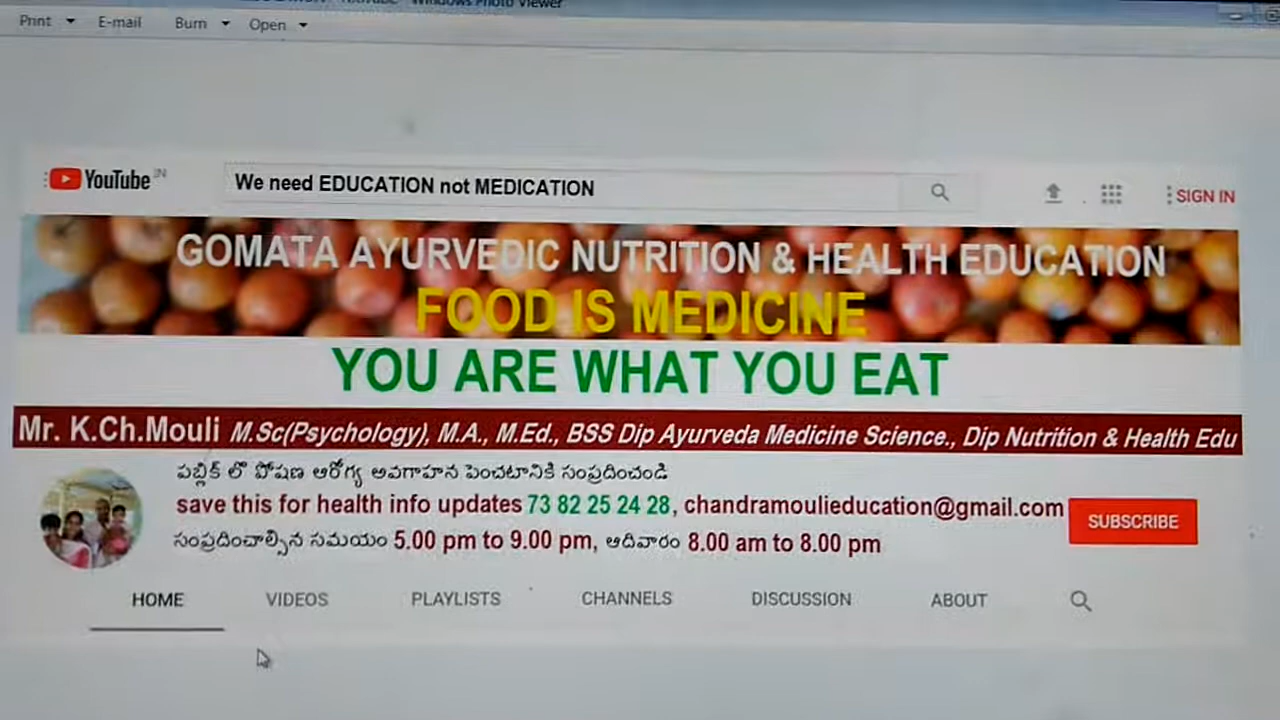 Windows Photo Viewer
Print E-mail Burn Open
YouTube IN We need EDUCATION not MEDICATION SIGN IN
GOMATA AYURVEDIC NUTRITION & HEALTH EDUCATION
FOOD IS MEDICINE
YOU ARE WHAT YOU EAT
Mr. K.Ch.Mouli M.Sc(Psychology), M.A., M.Ed., BSS Dip Ayurveda Medicine Science., Dip Nutrition & Health Edu
పబ్లిక్ లొ పోషణ ఆరోగ్య అవగాహన పెంచటానికి సంప్రదించండి
save this for health info updates 73 82 25 24 28, chandramoulieducation@gmail.com
SUBSCRIBE
సంప్రదించాల్సిన సమయం 5.00 pm to 9.00 pm, ఆదివారం 8.00 am to 8.00 pm
HOME VIDEOS PLAYLISTS CHANNELS DISCUSSION ABOUT